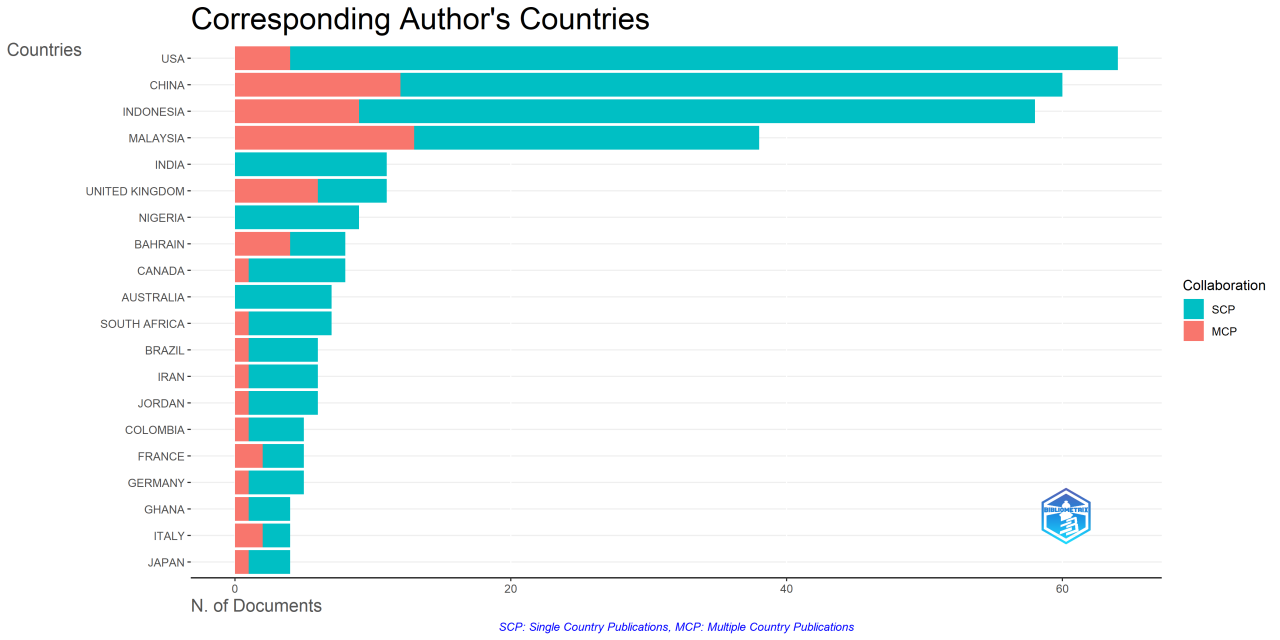 Corresponding Author's Countries
Countries
USA
CHINA
INDONESIA
MALAYSIA
INDIA
UNITED KINGDOM
NIGERIA
BAHRAIN
CANADA
AUSTRALIA
SOUTH AFRICA
BRAZIL
IRAN
JORDAN
COLOMBIA
FRANCE
GERMANY
GHANA
ITALY
JAPAN
0 20 40 60
N. of Documents
Collaboration
SCP
MCP
BIBLIOMETRIX
SCP: Single Country Publications, MCP: Multiple Country Publications